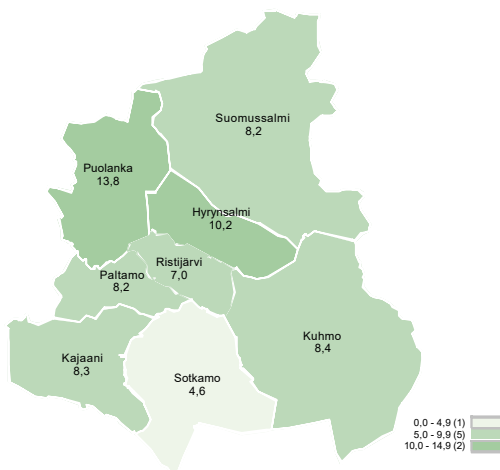 Suomussalmi
8,2
Puolanka
13,8
Hyrynsalmi
10,2
Ristijärvi
7,0
Paltamo
8,2
Kuhmo
8,4
Kajaani
8,3
Sotkamo
4,6
0,0 - 4,9 (1)
5,0 - 9,9 (5)
10,0 - 14,9 (2)